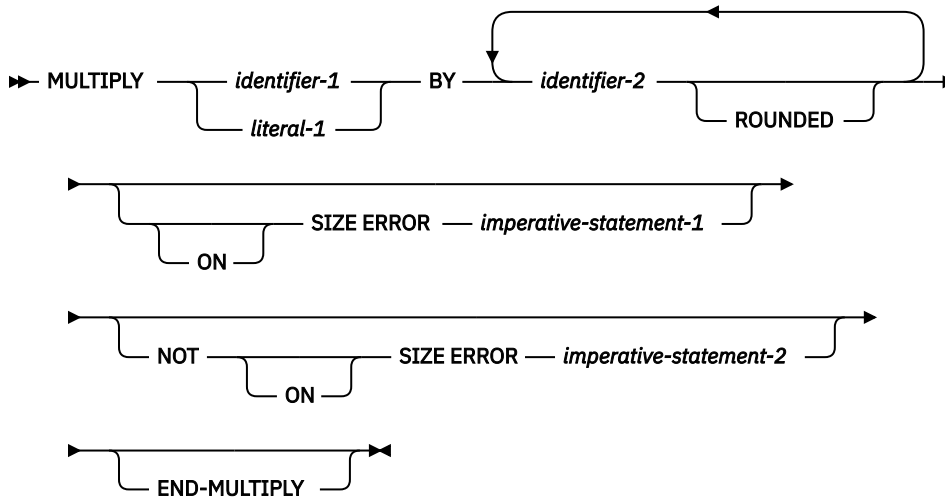 MULTIPLY identifier-1 BY identifier-2
literal-1 ROUNDED
SIZE ERROR imperative-statement-1
ON
NOT SIZE ERROR imperative-statement-2
ON
END-MULTIPLY